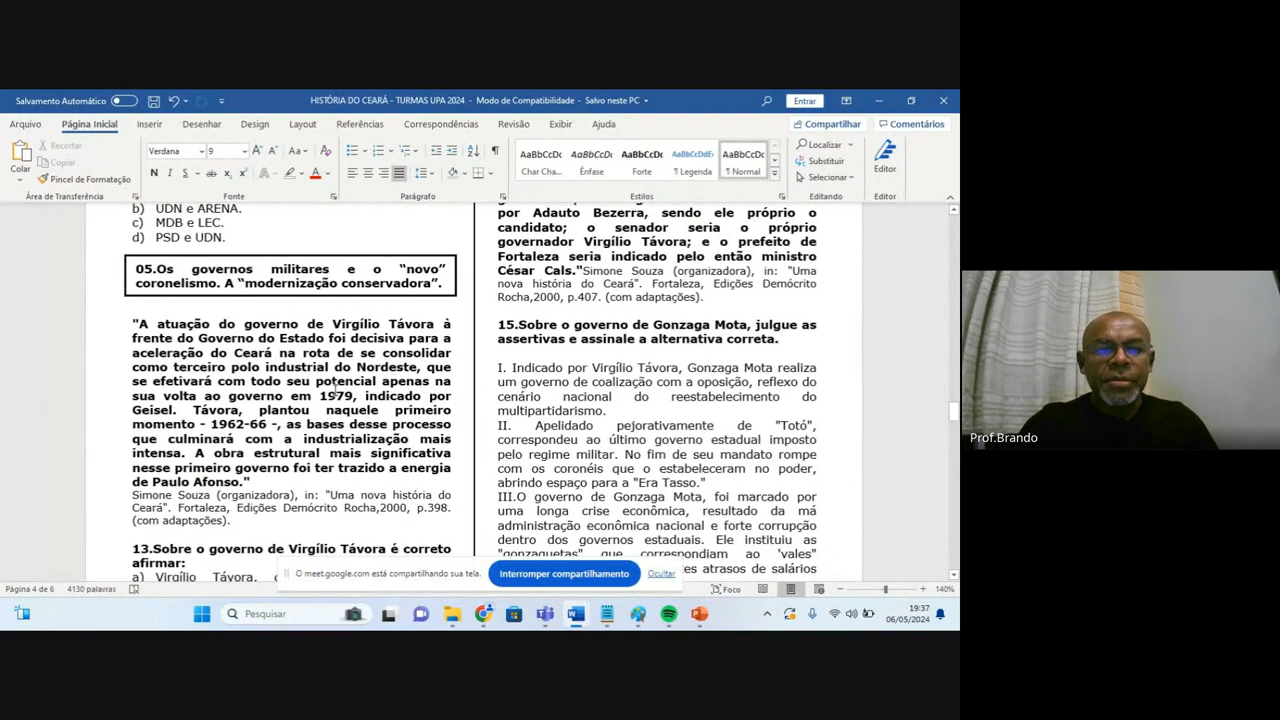 Salvamento Automático
HISTÓRIA DO CEARÁ - TURMAS UPA 2024 - Modo de Compatibilidade - Salvo neste PC
Entrar
Arquivo
Página Inicial
Inserir
Desenhar
Design
Layout
Referências
Correspondências
Revisão
Exibir
Ajuda
Compartilhar
Comentários
Colar
Recortar
Copiar
Pincel de Formatação
Área de Transferência
Verdana
9
N I S
Fonte
Parágrafo
AaBbCcDc
Char Cha...
AaBbCcDc
Ênfase
AaBbCcDc
Forte
AaBbCcDdEe
¶ Legenda
AaBbCcDc
¶ Normal
Estilos
Localizar
Substituir
Selecionar
Editando
Editor
Editor
b) UDN e ARENA.
c) MDB e LEC.
d) PSD e UDN.
05.Os governos militares e o “novo”
coronelismo. A “modernização conservadora”.
"A atuação do governo de Virgílio Távora à
frente do Governo do Estado foi decisiva para a
aceleração do Ceará na rota de se consolidar
como terceiro polo industrial do Nordeste, que
se efetivará com todo seu potencial apenas na
sua volta ao governo em 1979, indicado por
Geisel. Távora, plantou naquele primeiro
momento - 1962-66 -, as bases desse processo
que culminará com a industrialização mais
intensa. A obra estrutural mais significativa
nesse primeiro governo foi ter trazido a energia
de Paulo Afonso."
Simone Souza (organizadora), in: "Uma nova história do
Ceará". Fortaleza, Edições Demócrito Rocha,2000, p.398.
(com adaptações).
13.Sobre o governo de Virgílio Távora é correto
afirmar:
a) Virgílio Távora,
por Adauto Bezerra, sendo ele próprio o
candidato; o senador seria o próprio
governador Virgílio Távora; e o prefeito de
Fortaleza seria indicado pelo então ministro
César Cals."Simone Souza (organizadora), in: "Uma
nova história do Ceará". Fortaleza, Edições Demócrito
Rocha,2000, p.407. (com adaptações).
15.Sobre o governo de Gonzaga Mota, julgue as
assertivas e assinale a alternativa correta.
I. Indicado por Virgílio Távora, Gonzaga Mota realiza
um governo de coalização com a oposição, reflexo do
cenário nacional do reestabelecimento do
multipartidarismo.
II. Apelidado pejorativamente de "Totó",
correspondeu ao último governo estadual imposto
pelo regime militar. No fim de seu mandato rompe
com os coronéis que o estabeleceram no poder,
abrindo espaço para a "Era Tasso."
III.O governo de Gonzaga Mota, foi marcado por
uma longa crise econômica, resultado da má
administração econômica nacional e forte corrupção
dentro dos governos estaduais. Ele instituiu as
"gonzaguetas" que correspondiam ao 'vales"
es atrasos de salários
O meet.google.com está compartilhando sua tela.
Interromper compartilhamento
Ocultar
Página 4 de 6
4130 palavras
Foco
140%
Pesquisar
19:37
06/05/2024
Prof.Brando